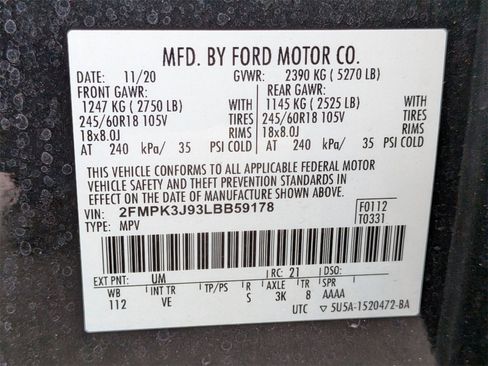 MFD. BY FORD MOTOR CO.
DATE: 11/20 GVWR: 2390 KG ( 5270 LB)
FRONT GAWR: REAR GAWR:
1247 KG ( 2750 LB) WITH 1145 KG ( 2525 LB) WITH
245/60R18 105V TIRES 245/60R18 105V TIRES
18x8.0J RIMS 18x8.0J RIMS
AT 240 kPa/ 35 PSI COLD AT 240 kPa/ 35 PSI COLD
THIS VEHICLE CONFORMS TO ALL APPLICABLE FEDERAL MOTOR
VEHICLE SAFETY AND THEFT PREVENTION STANDARDS IN
EFFECT ON THE DATE OF MANUFACTURE SHOWN ABOVE.
VIN: 2FMPK3J93LBB59178 F0112
TYPE: MPV T0331
EXT PNT: UM RC: 21 DSO:
WB INT TR TP/PS R AXLE TR SPR
112 VE S 3K 8 AAAA
UTC ▽ 5U5A-1520472-BA